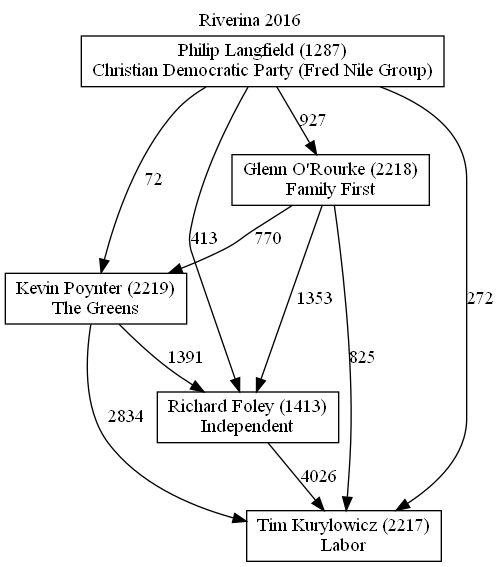 Riverina 2016
Philip Langfield (1287)
Christian Democratic Party (Fred Nile Group)
927
Glenn O'Rourke (2218)
Family First
72
413
770
272
Kevin Poynter (2219)
The Greens
1353
1391
825
Richard Foley (1413)
Independent
2834
4026
Tim Kurylowicz (2217)
Labor